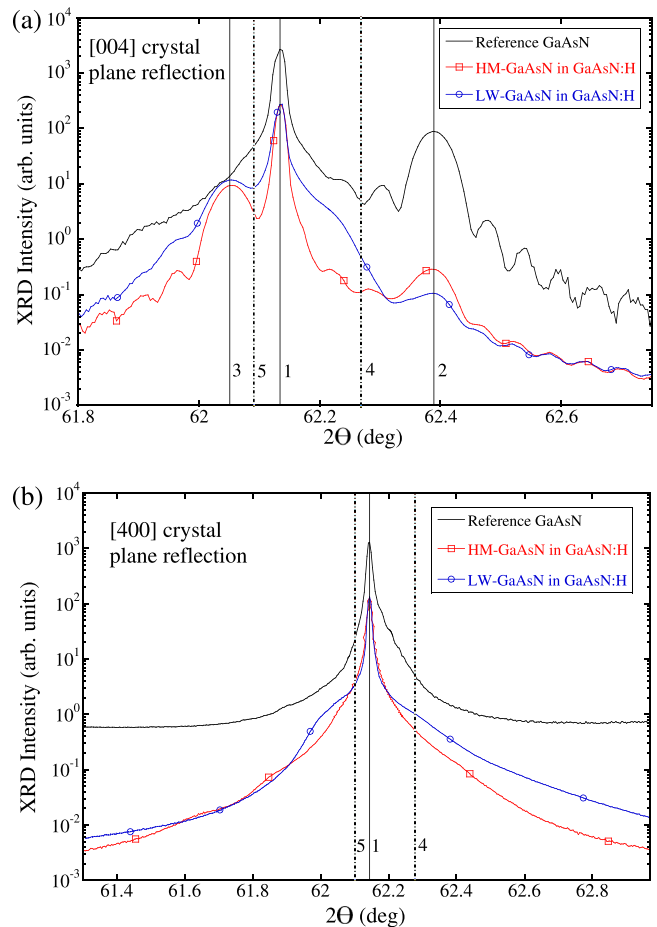 (a)
[004] crystal
plane reflection
Reference GaAsN
HM-GaAsN in GaAsN:H
LW-GaAsN in GaAsN:H
XRD Intensity (arb. units)
10^4
10^3
10^2
10^1
10^0
10^-1
10^-2
10^-3
3 5 1 4 2
61.8 62 62.2 62.4 62.6
2Θ (deg)
(b)
[400] crystal
plane reflection
Reference GaAsN
HM-GaAsN in GaAsN:H
LW-GaAsN in GaAsN:H
XRD Intensity (arb. units)
10^4
10^3
10^2
10^1
10^0
10^-1
10^-2
10^-3
5 1 4
61.4 61.6 61.8 62 62.2 62.4 62.6 62.8
2Θ (deg)